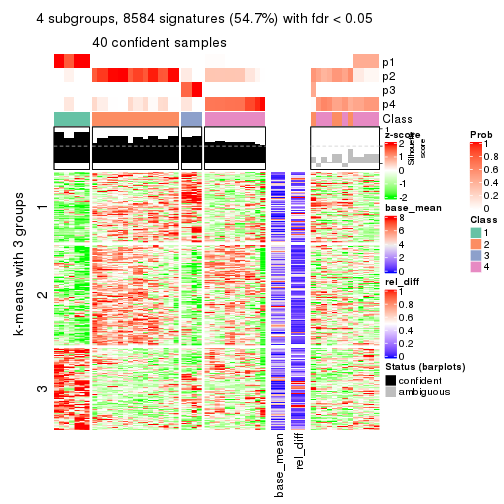 4 subgroups, 8584 signatures (54.7%) with fdr < 0.05
40 confident samples
p1
p2
p3
p4
Class
1
2
3
k-means with 3 groups
base_mean
rel_diff
Silhouette
score
z-score
2
1
0
-1
-2
base_mean
8
6
4
2
0
rel_diff
1
0.8
0.6
0.4
0.2
0
Status (barplots)
confident
ambiguous
Prob
1
0.8
0.6
0.4
0.2
0
Class
1
2
3
4